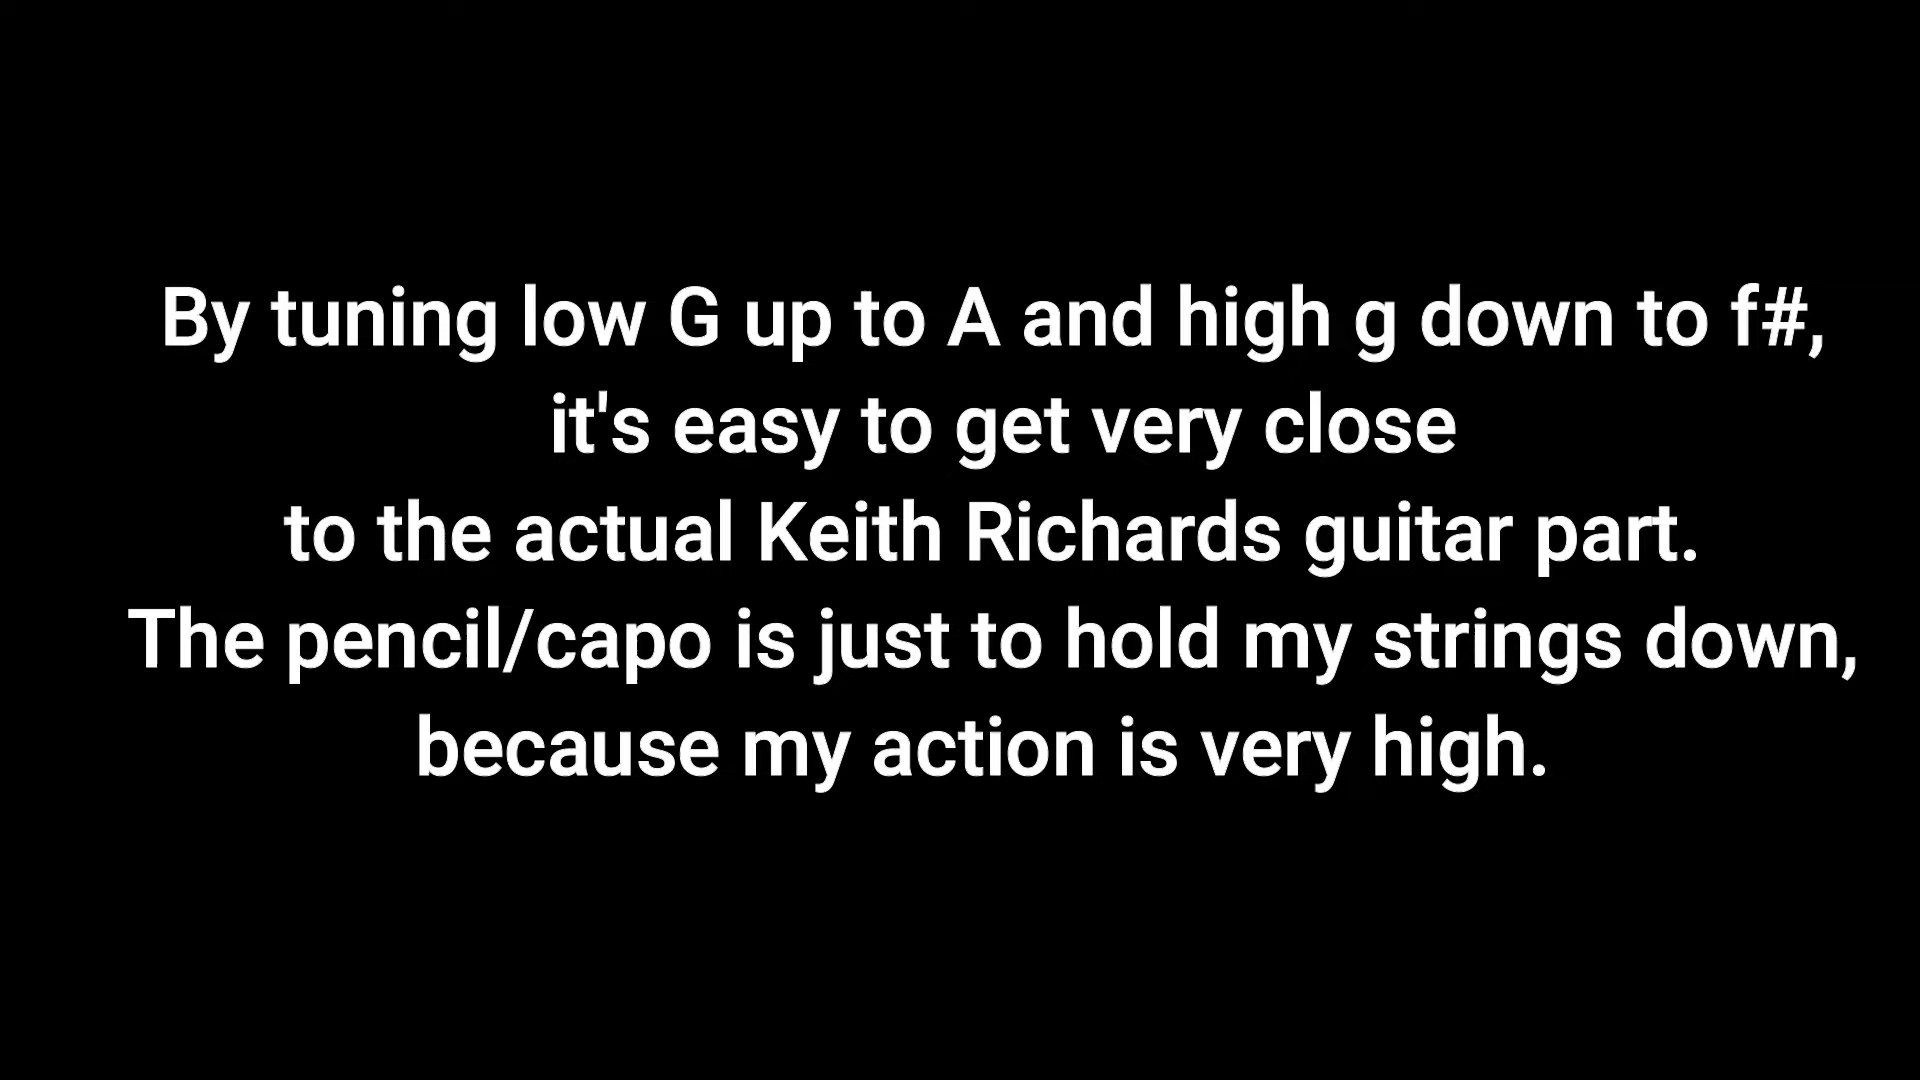 By tuning low G up to A and high g down to f#,
it's easy to get very close
to the actual Keith Richards guitar part.
The pencil/capo is just to hold my strings down,
because my action is very high.